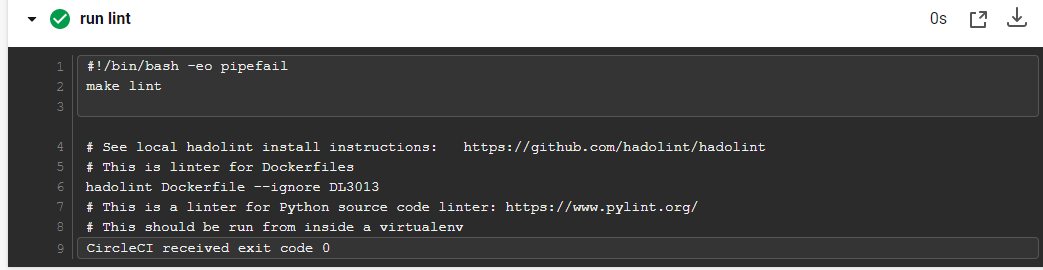 run lint
0s
1 #!/bin/bash -eo pipefail
2 make lint
3
4 # See local hadolint install instructions:   https://github.com/hadolint/hadolint
5 # This is linter for Dockerfiles
6 hadolint Dockerfile --ignore DL3013
7 # This is a linter for Python source code linter: https://www.pylint.org/
8 # This should be run from inside a virtualenv
9 CircleCI received exit code 0